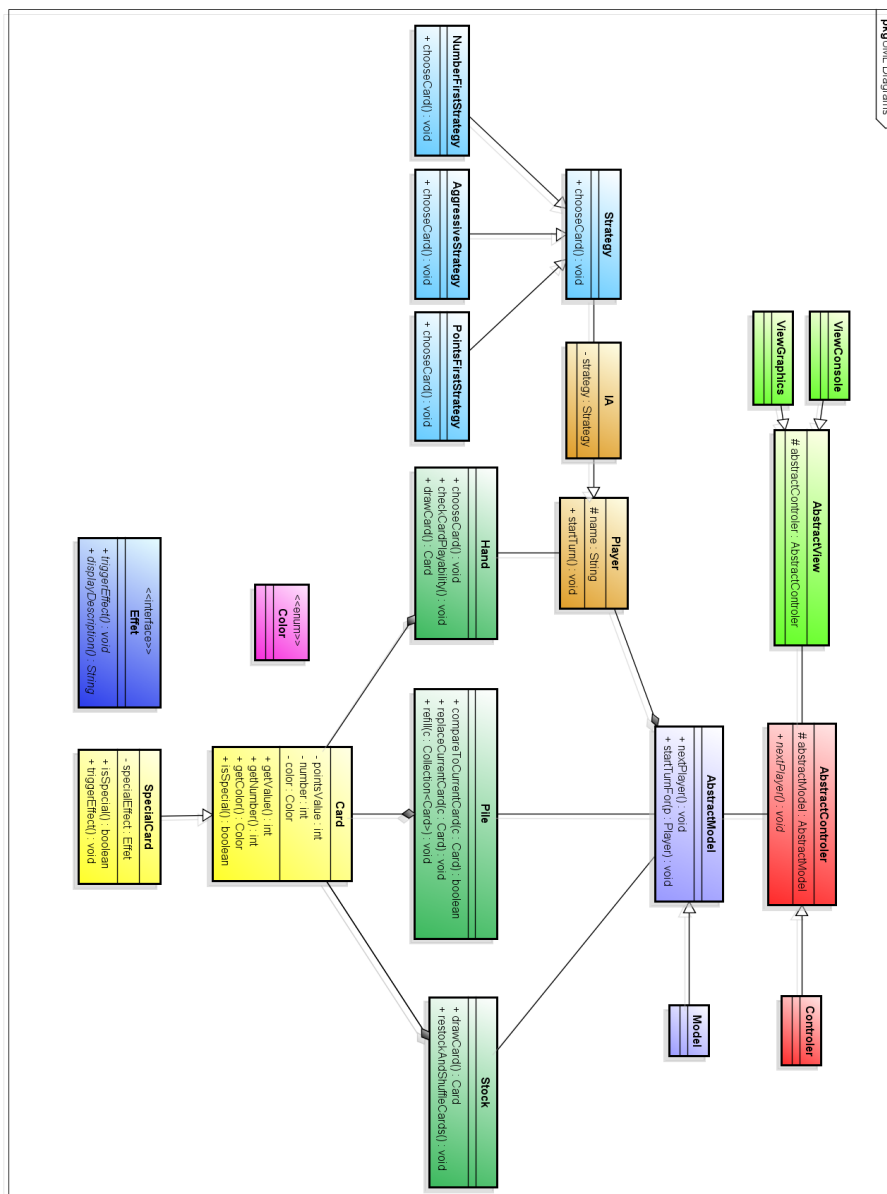 pkg UML Diagrams
ViewConsole
ViewGraphics
AbstractView
# abstractControler : AbstractControler
AbstractControler
# abstractModel : AbstractModel
+ nextPlayer() : void
Controler
AbstractModel
+ nextPlayer() : void
+ startTurnFor(p : Player) : void
Model
Strategy
+ chooseCard() : void
IA
- strategy : Strategy
Player
# name : String
+ startTurn() : void
NumberFirstStrategy
+ chooseCard() : void
AggressiveStrategy
+ chooseCard() : void
PointsFirstStrategy
+ chooseCard() : void
Hand
+ chooseCard() : void
+ checkCardPlayability() : void
+ drawCard() : Card
Pile
+ compareToCurrentCard(c : Card) : boolean
+ replaceCurrentCard(c : Card) : void
+ refill(c : Collection<Card>) : void
Stock
+ drawCard() : Card
+ restockAndShuffleCards() : void
<<enum>>
Color
Card
- pointsValue : int
- number : int
- color : Color
+ getValue() : int
+ getNumber() : int
+ getColor() : Color
+ isSpecial() : boolean
<<interface>>
Effet
+ triggerEffect() : void
+ displayDescription() : String
SpecialCard
- specialEffect : Effet
+ isSpecial() : boolean
+ triggerEffect() : void